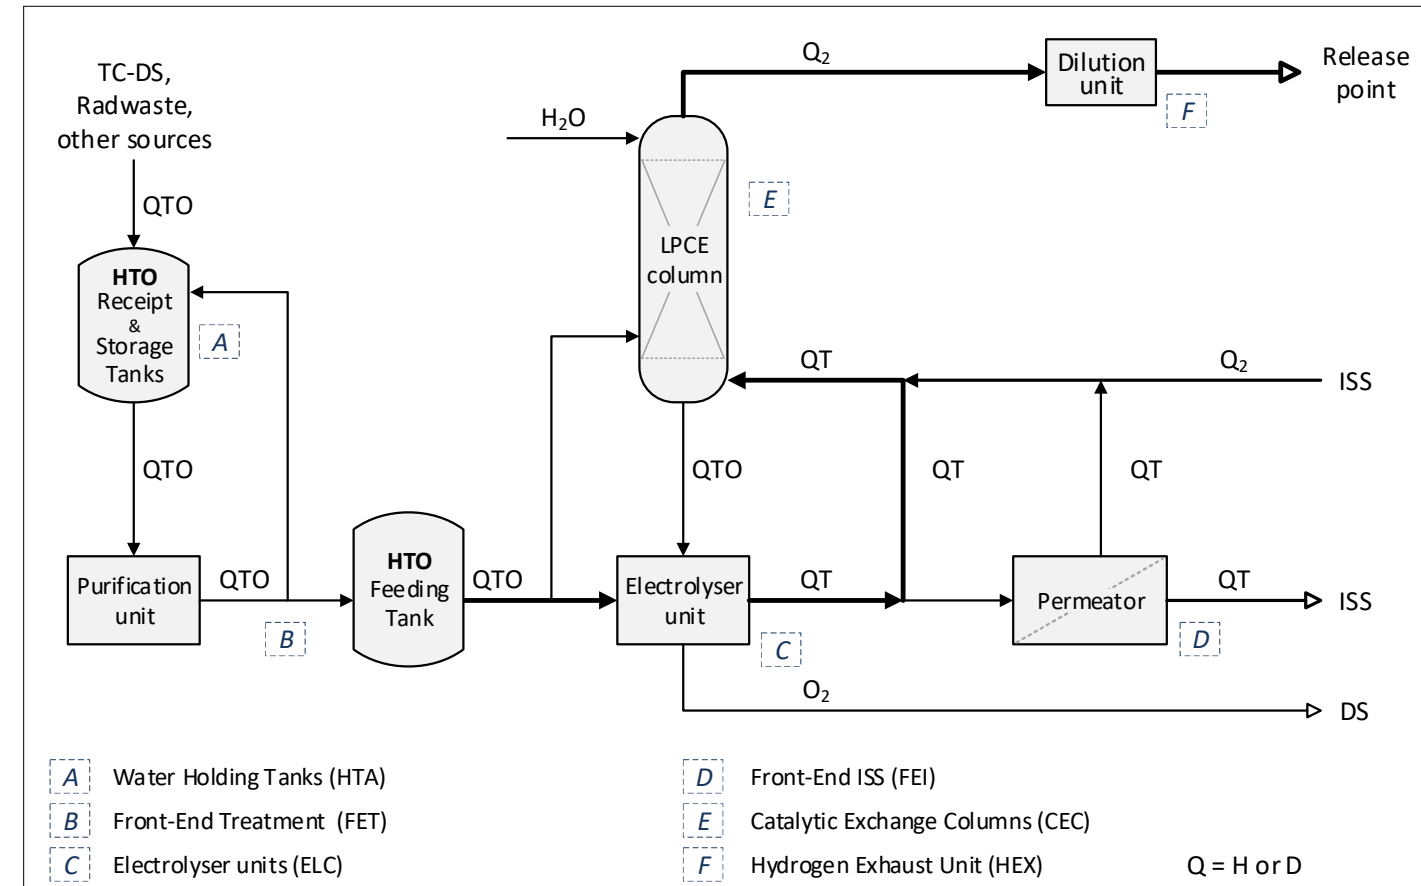 TC-DS,
Radwaste,
other sources
QTO
HTO
Receipt
&
Storage
Tanks
A
QTO
Purification
unit
QTO
B
HTO
Feeding
Tank
QTO
H₂O
Q₂
Dilution
unit
F
Release
point
LPCE
column
E
QT
Q₂
ISS
QTO
QT
QT
Electrolyser
unit
C
QT
Permeator
D
QT
ISS
O₂
DS
A Water Holding Tanks (HTA)
B Front-End Treatment (FET)
C Electrolyser units (ELC)
D Front-End ISS (FEI)
E Catalytic Exchange Columns (CEC)
F Hydrogen Exhaust Unit (HEX)
Q = H or D